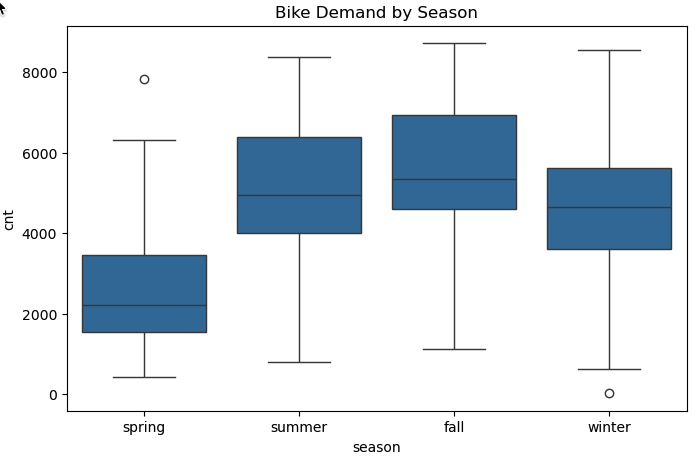 Bike Demand by Season
8000
6000
4000
2000
0
cnt
spring summer fall winter
season